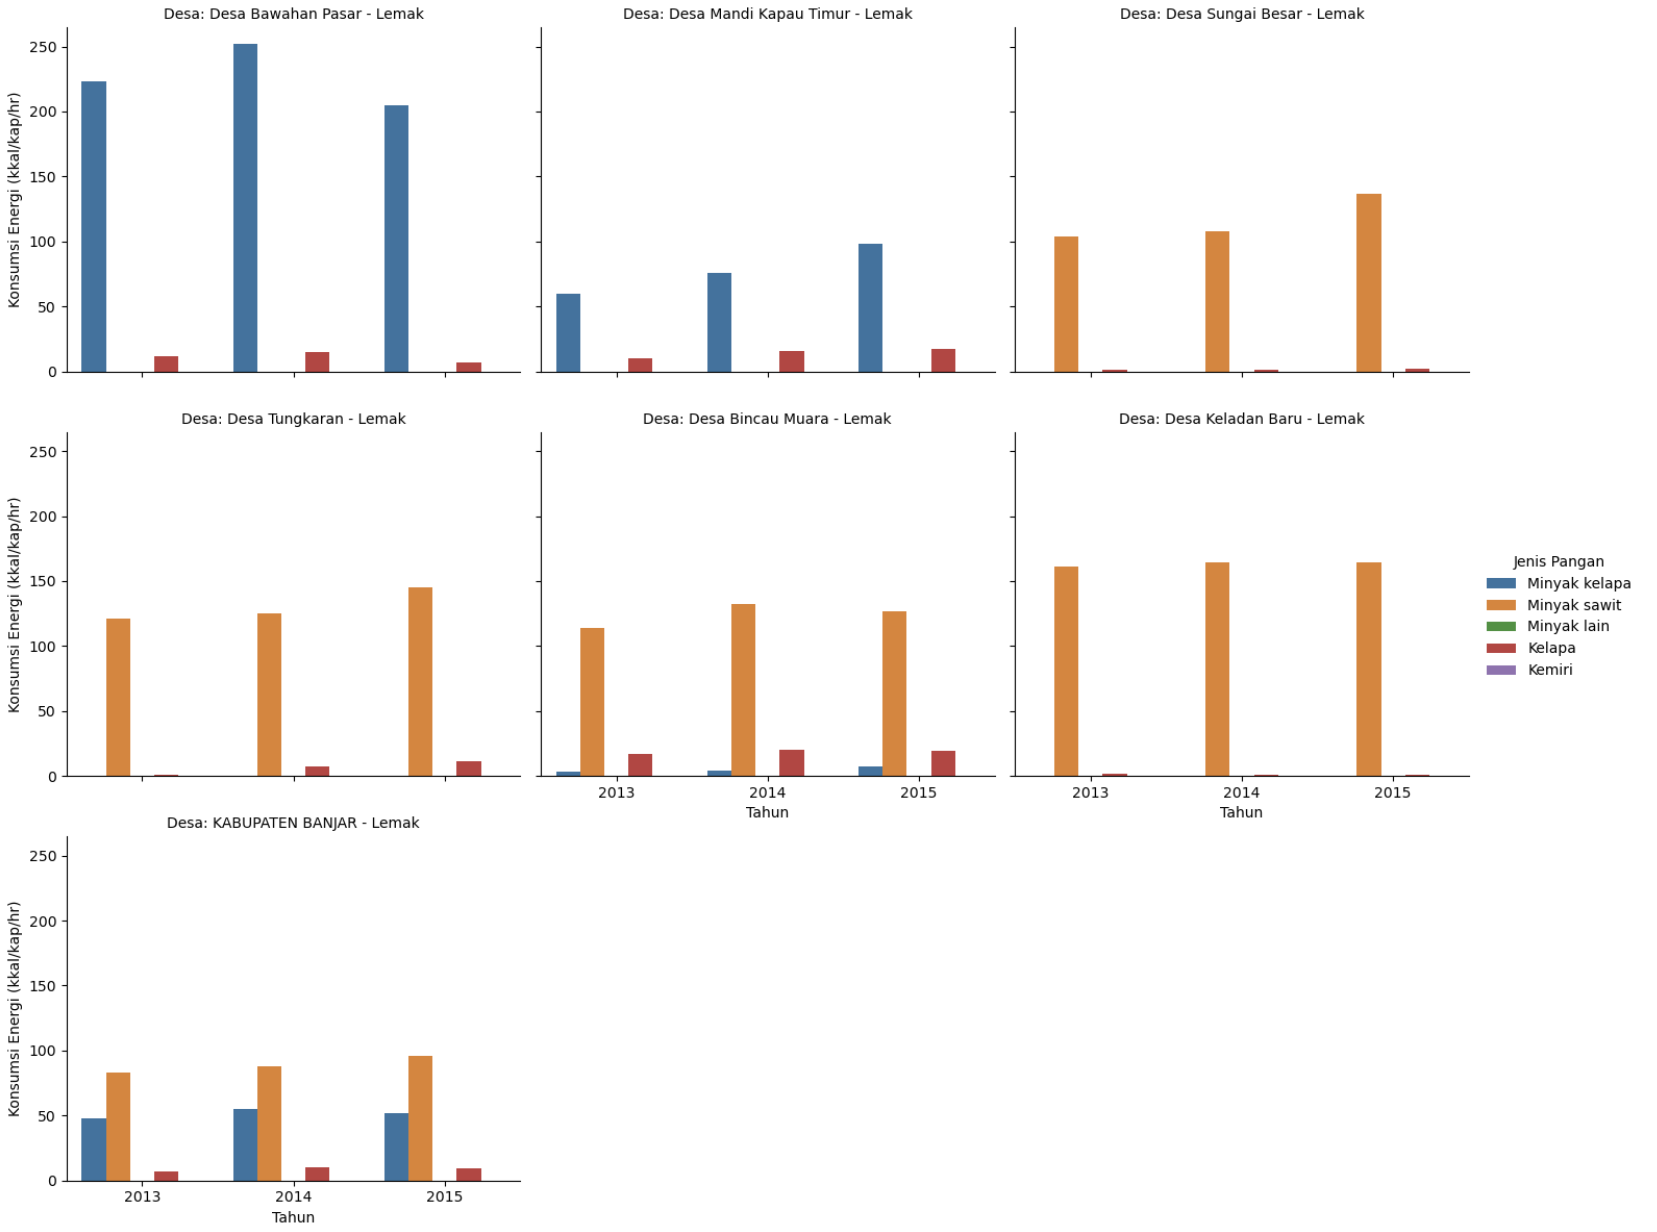 Desa: Desa Bawahan Pasar - Lemak
Desa: Desa Mandi Kapau Timur - Lemak
Desa: Desa Sungai Besar - Lemak
Konsumsi Energi (kkal/kap/hr)
250
200
150
100
50
0
Desa: Desa Tungkaran - Lemak
Desa: Desa Bincau Muara - Lemak
Desa: Desa Keladan Baru - Lemak
Konsumsi Energi (kkal/kap/hr)
250
200
150
100
50
0
2013 2014 2015
Tahun
2013 2014 2015
Tahun
Jenis Pangan
Minyak kelapa
Minyak sawit
Minyak lain
Kelapa
Kemiri
Desa: KABUPATEN BANJAR - Lemak
Konsumsi Energi (kkal/kap/hr)
250
200
150
100
50
0
2013 2014 2015
Tahun